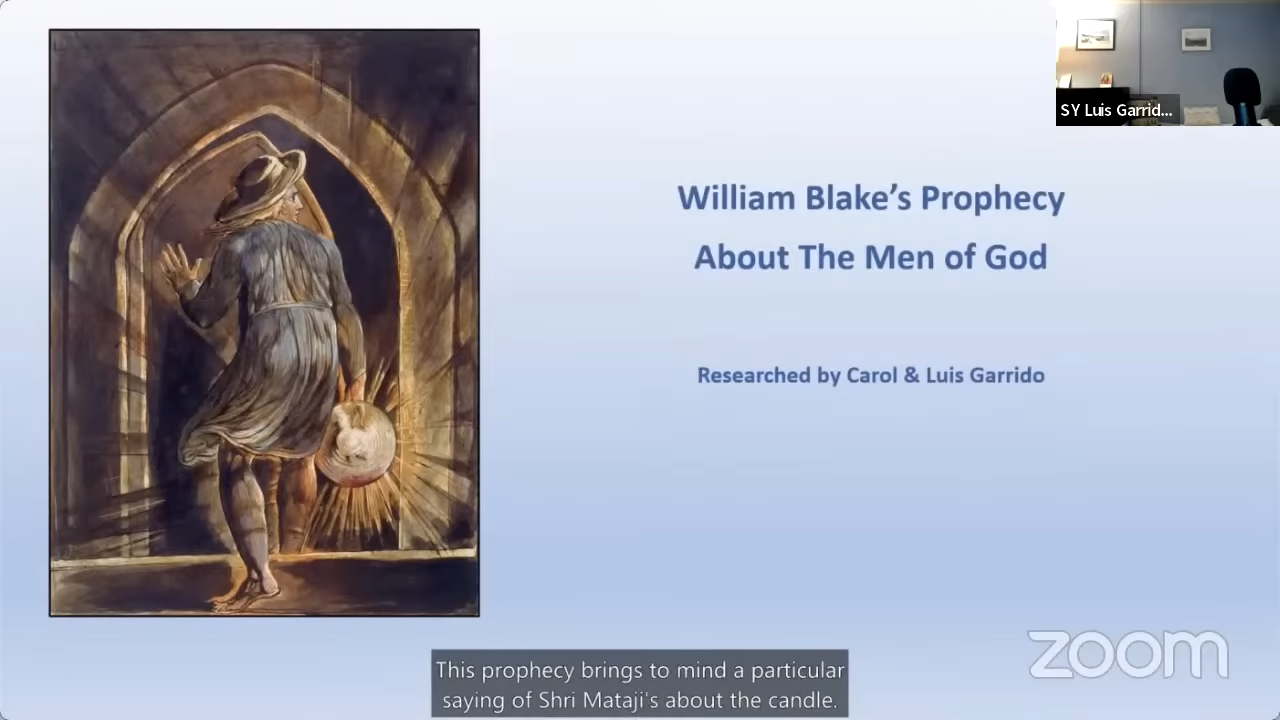 SY Luis Garrid...
William Blake's Prophecy
About The Men of God
Researched by Carol & Luis Garrido
zoom
This prophecy brings to mind a particular
saying of Shri Mataji's about the candle.